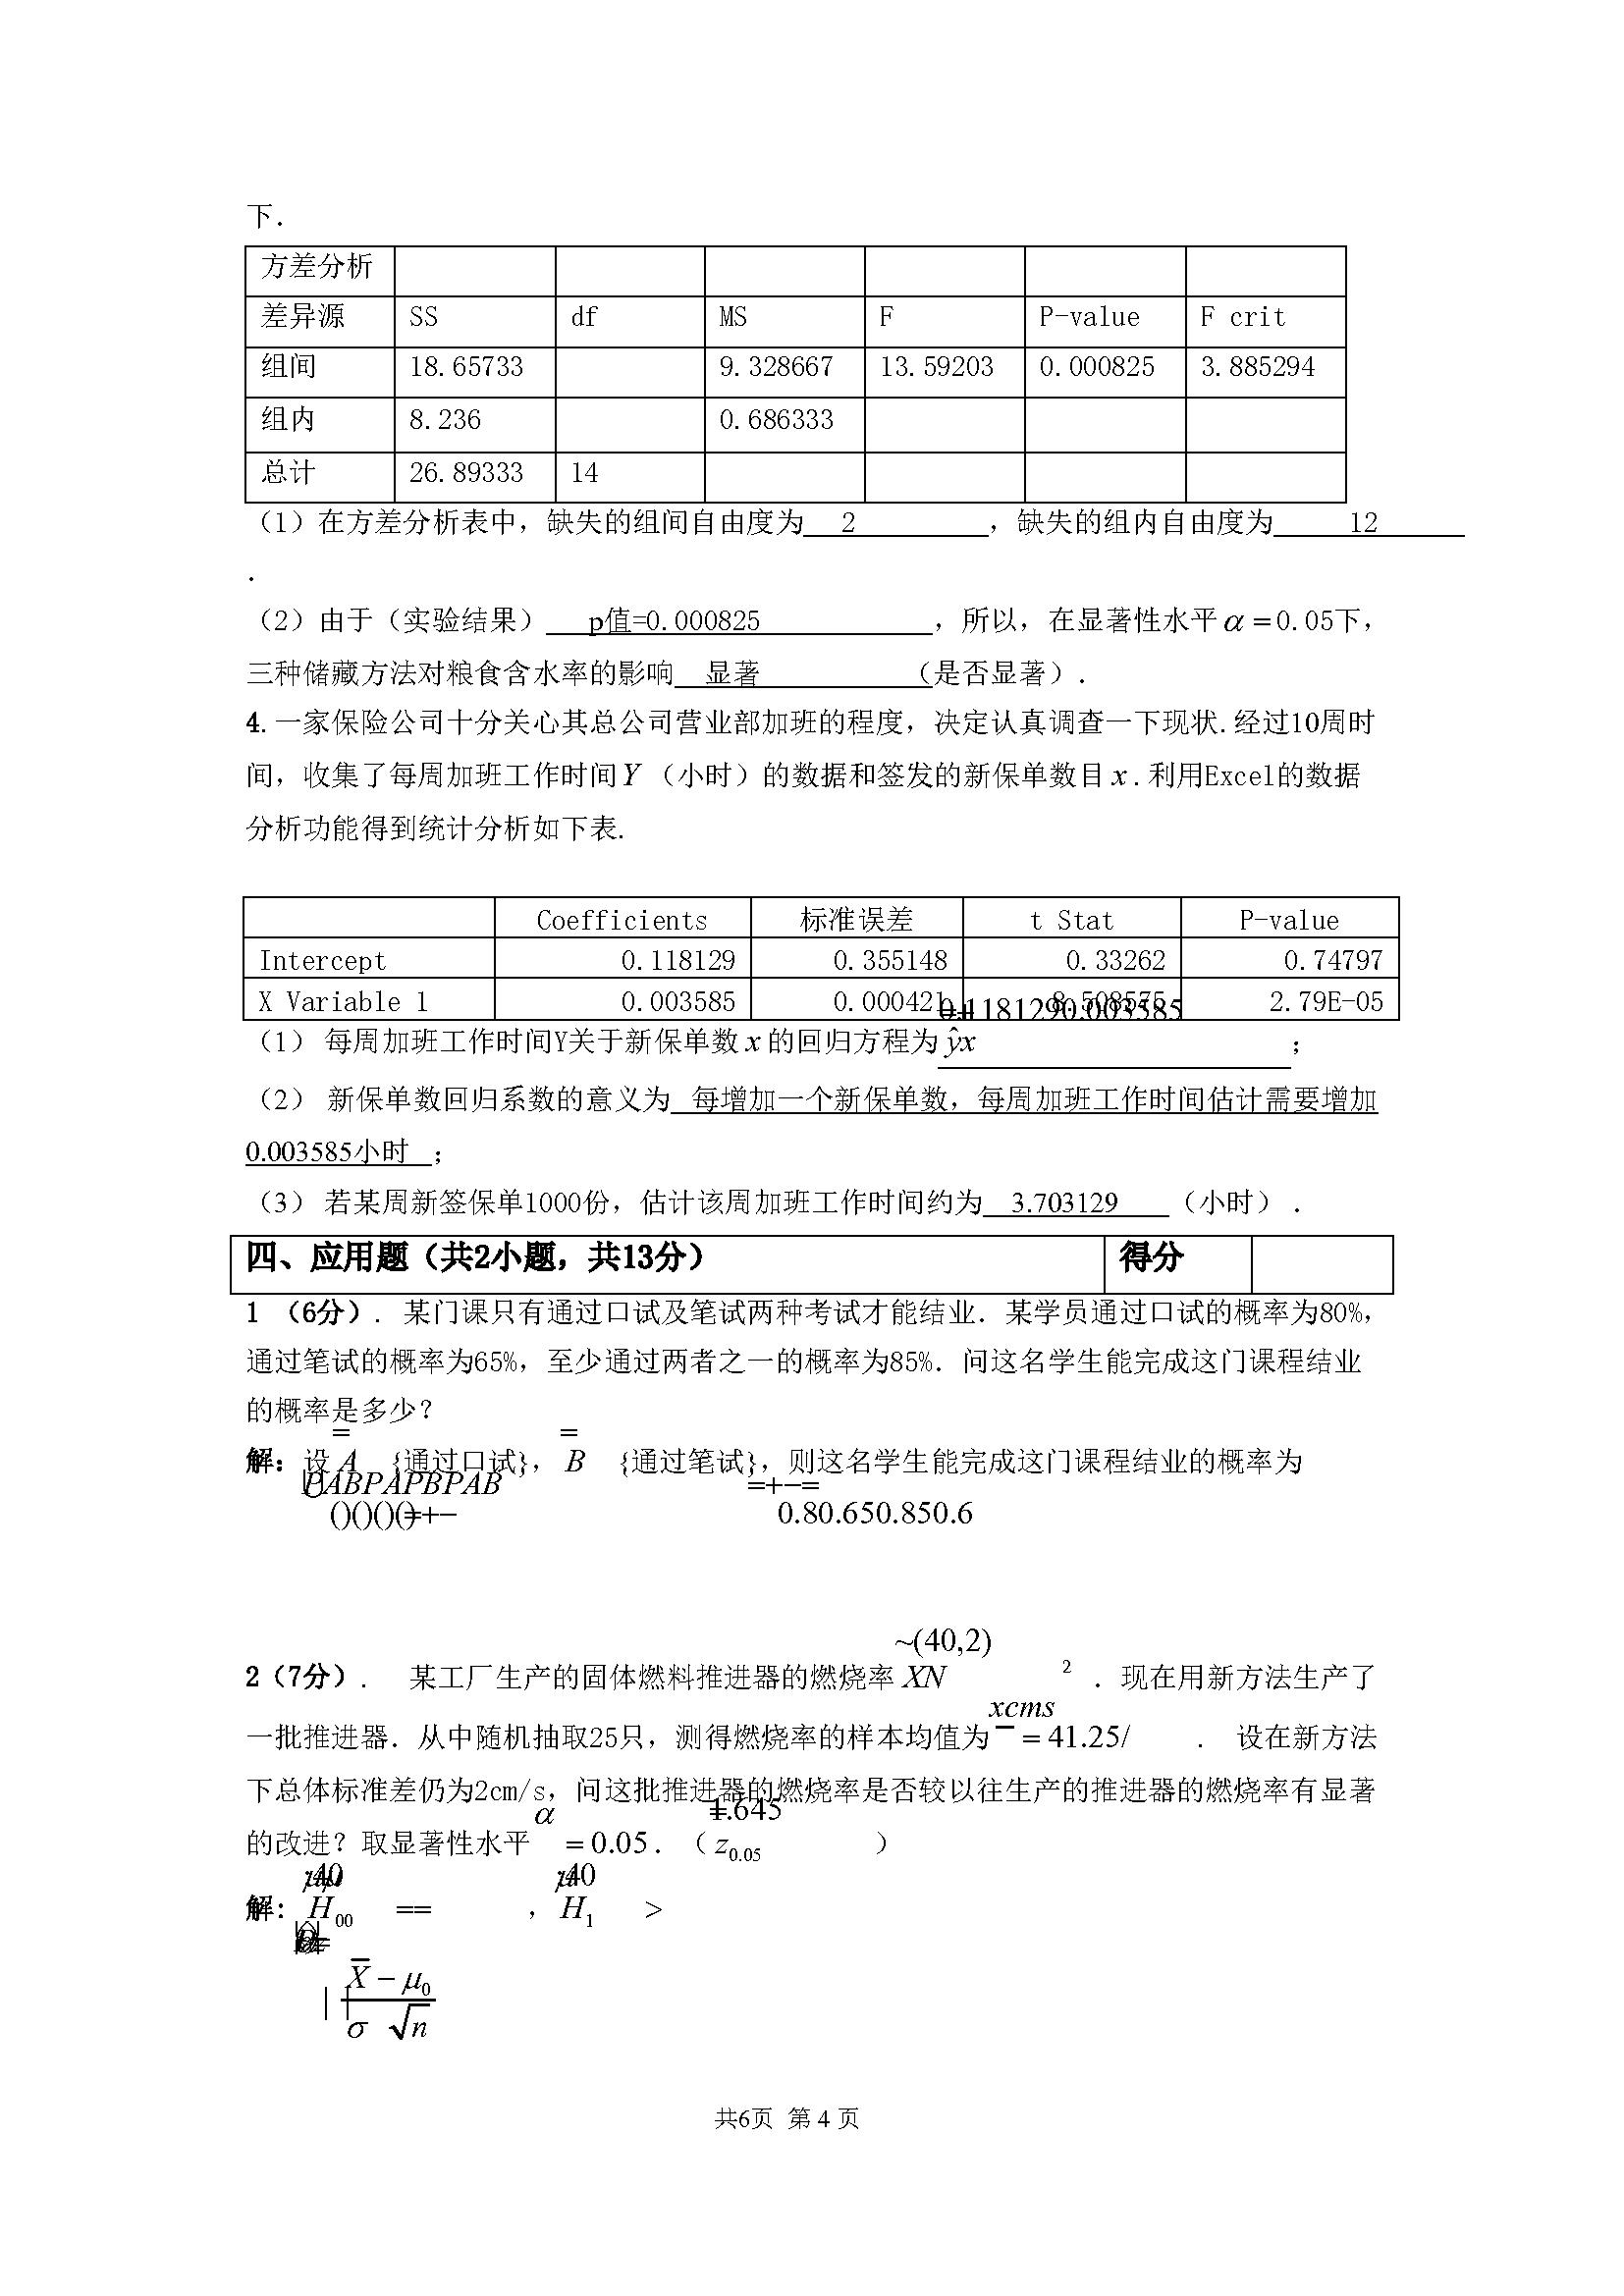 下.
方差分析
差异源 SS df MS F P-value F crit
组间 18.65733 9.328667 13.59203 0.000825 3.885294
组内 8.236 0.686333
总计 26.89333 14
（1）在方差分析表中，缺失的组间自由度为 2 ，缺失的组内自由度为 12
.
（2）由于（实验结果） p值=0.000825 ，所以，在显著性水平α＝0.05下，
三种储藏方法对粮食含水率的影响 显著 （是否显著）.
4.一家保险公司十分关心其总公司营业部加班的程度，决定认真调查一下现状.经过10周时
间，收集了每周加班工作时间Y（小时）的数据和签发的新保单数目x.利用Excel的数据
分析功能得到统计分析如下表.
Coefficients 标准误差 t Stat P-value
Intercept 0.118129 0.355148 0.33262 0.74797
X Variable 1 0.003585 0.000421 8.508575 2.79E-05
0.1181290.003585
（1） 每周加班工作时间Y关于新保单数x的回归方程为ŷx ；
（2） 新保单数回归系数的意义为 每增加一个新保单数，每周加班工作时间估计需要增加
0.003585小时 ；
（3） 若某周新签保单1000份，估计该周加班工作时间约为 3.703129 （小时）.
四、应用题（共2小题，共13分） 得分
1 （6分）. 某门课只有通过口试及笔试两种考试才能结业. 某学员通过口试的概率为80%，
通过笔试的概率为65%，至少通过两者之一的概率为85%. 问这名学生能完成这门课程结业
的概率是多少?
= =
解：设A {通过口试}，B {通过笔试}，则这名学生能完成这门课程结业的概率为
PABPAPBPAB =+−=
()()()()=+− 0.80.650.850.6
~(40,2)
2（7分）. 某工厂生产的固体燃料推进器的燃烧率XN 2 . 现在用新方法生产了
xcms
一批推进器. 从中随机抽取25只，测得燃烧率的样本均值为¯=41.25/ . 设在新方法
下总体标准差仍为2cm/s，问这批推进器的燃烧率是否较以往生产的推进器的燃烧率有显著
α 1.645
的改进? 取显著性水平 =0.05.（z0.05 ）
40 40
解: H00 == ，H1 >
X̄−μ0
| |
σ √n
共6页 第 4 页